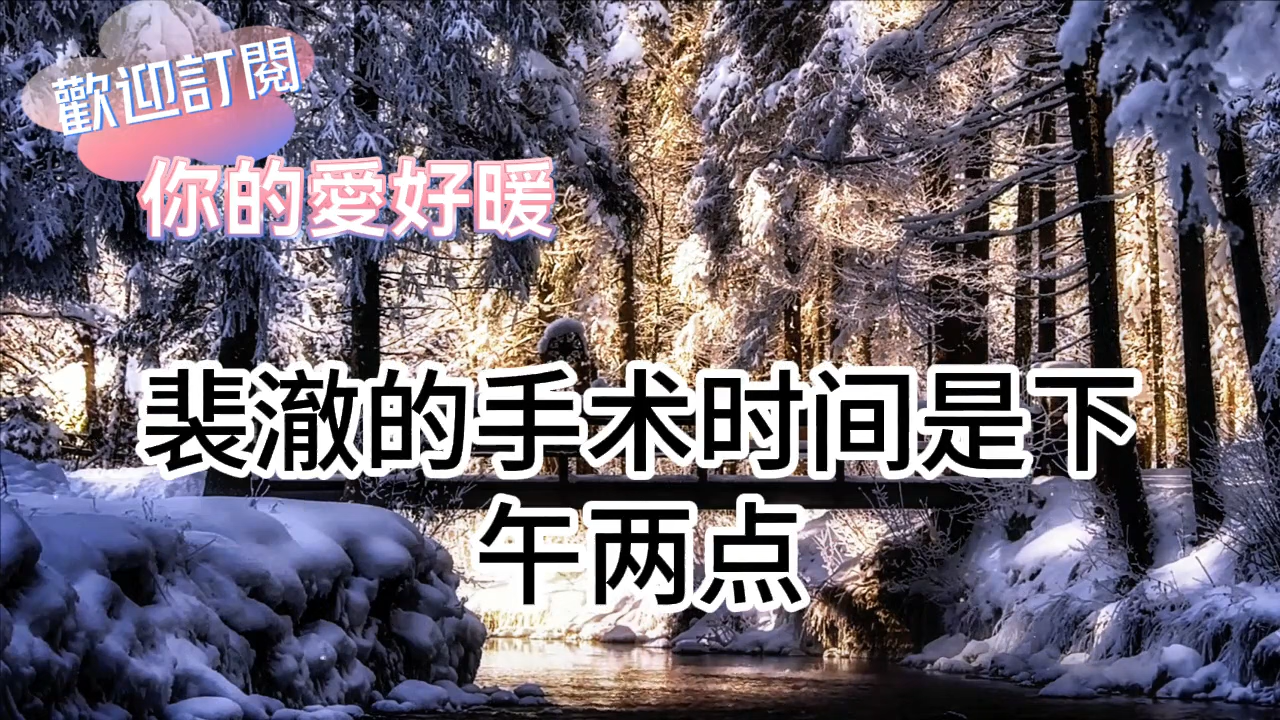 歡迎訂閱
你的愛好暖
裴澈的手术时间是下
午两点